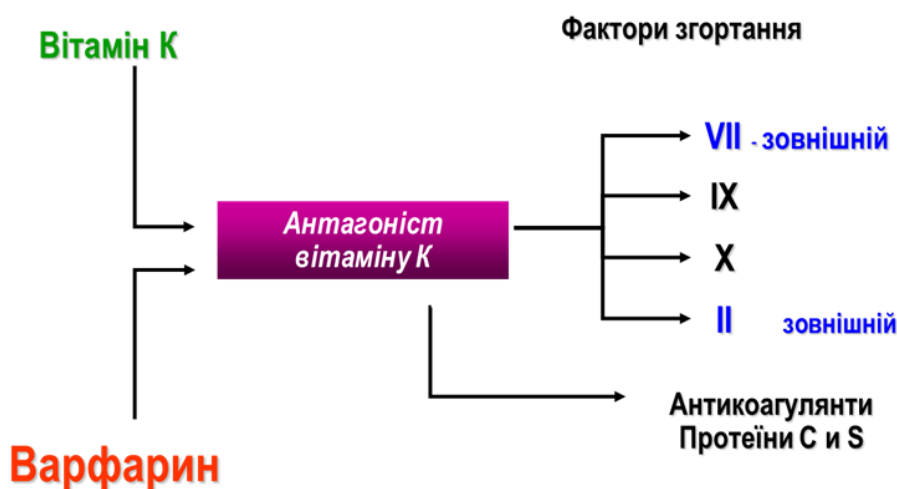 Вітамін К
Фактори згортання
VII - зовнішній
IX
Антагоніст
вітаміну К
X
II зовнішній
Антикоагулянти
Протеїни С и S
Варфарин